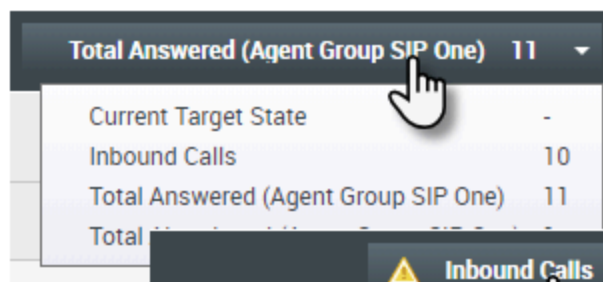 Total Answered (Agent Group SIP One) 11
Current Target State -
Inbound Calls 10
Total Answered (Agent Group SIP One) 11
Total
Inbound Calls